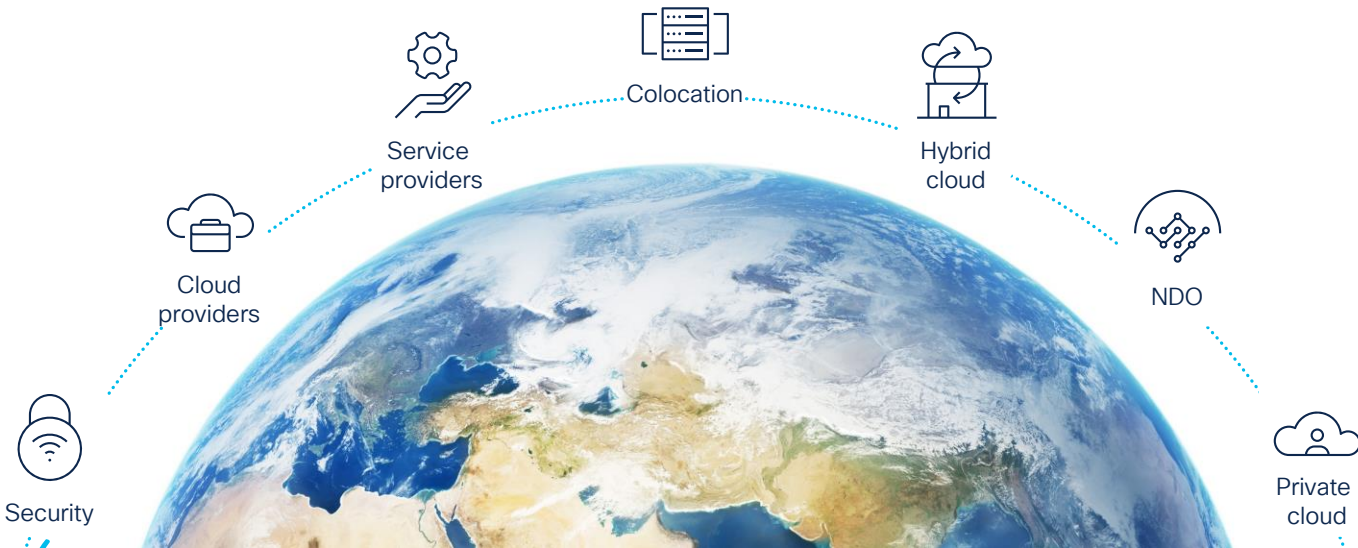 Colocation
Service
providers
Hybrid
cloud
Cloud
providers
NDO
Security
Private
cloud